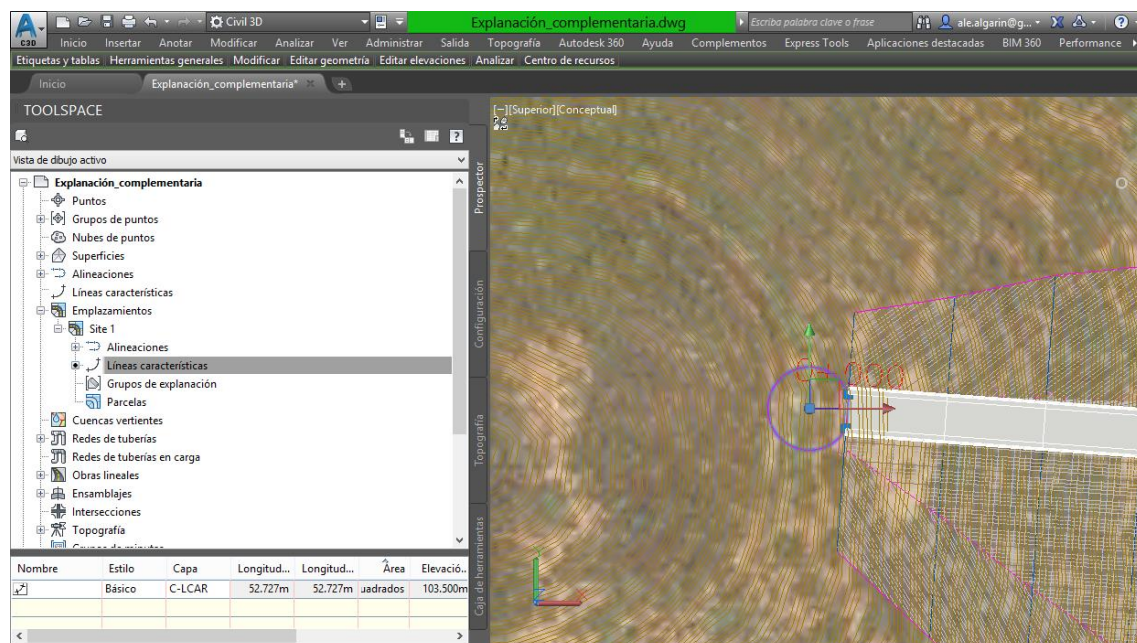 Civil 3D
Explanación_complementaria.dwg
Escriba palabra clave o frase
ale.algarin@g...
C3D
Inicio Insertar Anotar Modificar Analizar Ver Administrar Salida Topografía Autodesk 360 Ayuda Complementos Express Tools Aplicaciones destacadas BIM 360 Performance
Etiquetas y tablas Herramientas generales Modificar Editar geometría Editar elevaciones Analizar Centro de recursos
Inicio Explanación_complementaria*
TOOLSPACE
[−][Superior][Conceptual]
Vista de dibujo activo
Explanación_complementaria
Puntos
Grupos de puntos
Nubes de puntos
Superficies
Alineaciones
Líneas características
Emplazamientos
Site 1
Alineaciones
Líneas características
Grupos de explanación
Parcelas
Cuencas vertientes
Redes de tuberías
Redes de tuberías en carga
Obras lineales
Ensamblajes
Intersecciones
Topografía
Prospector
Configuración
Topografía
Caja de herramientas
Nombre Estilo Capa Longitud... Longitud... Área Elevació...
Básico C-LCAR 52.727m 52.727m uadrados 103.500m